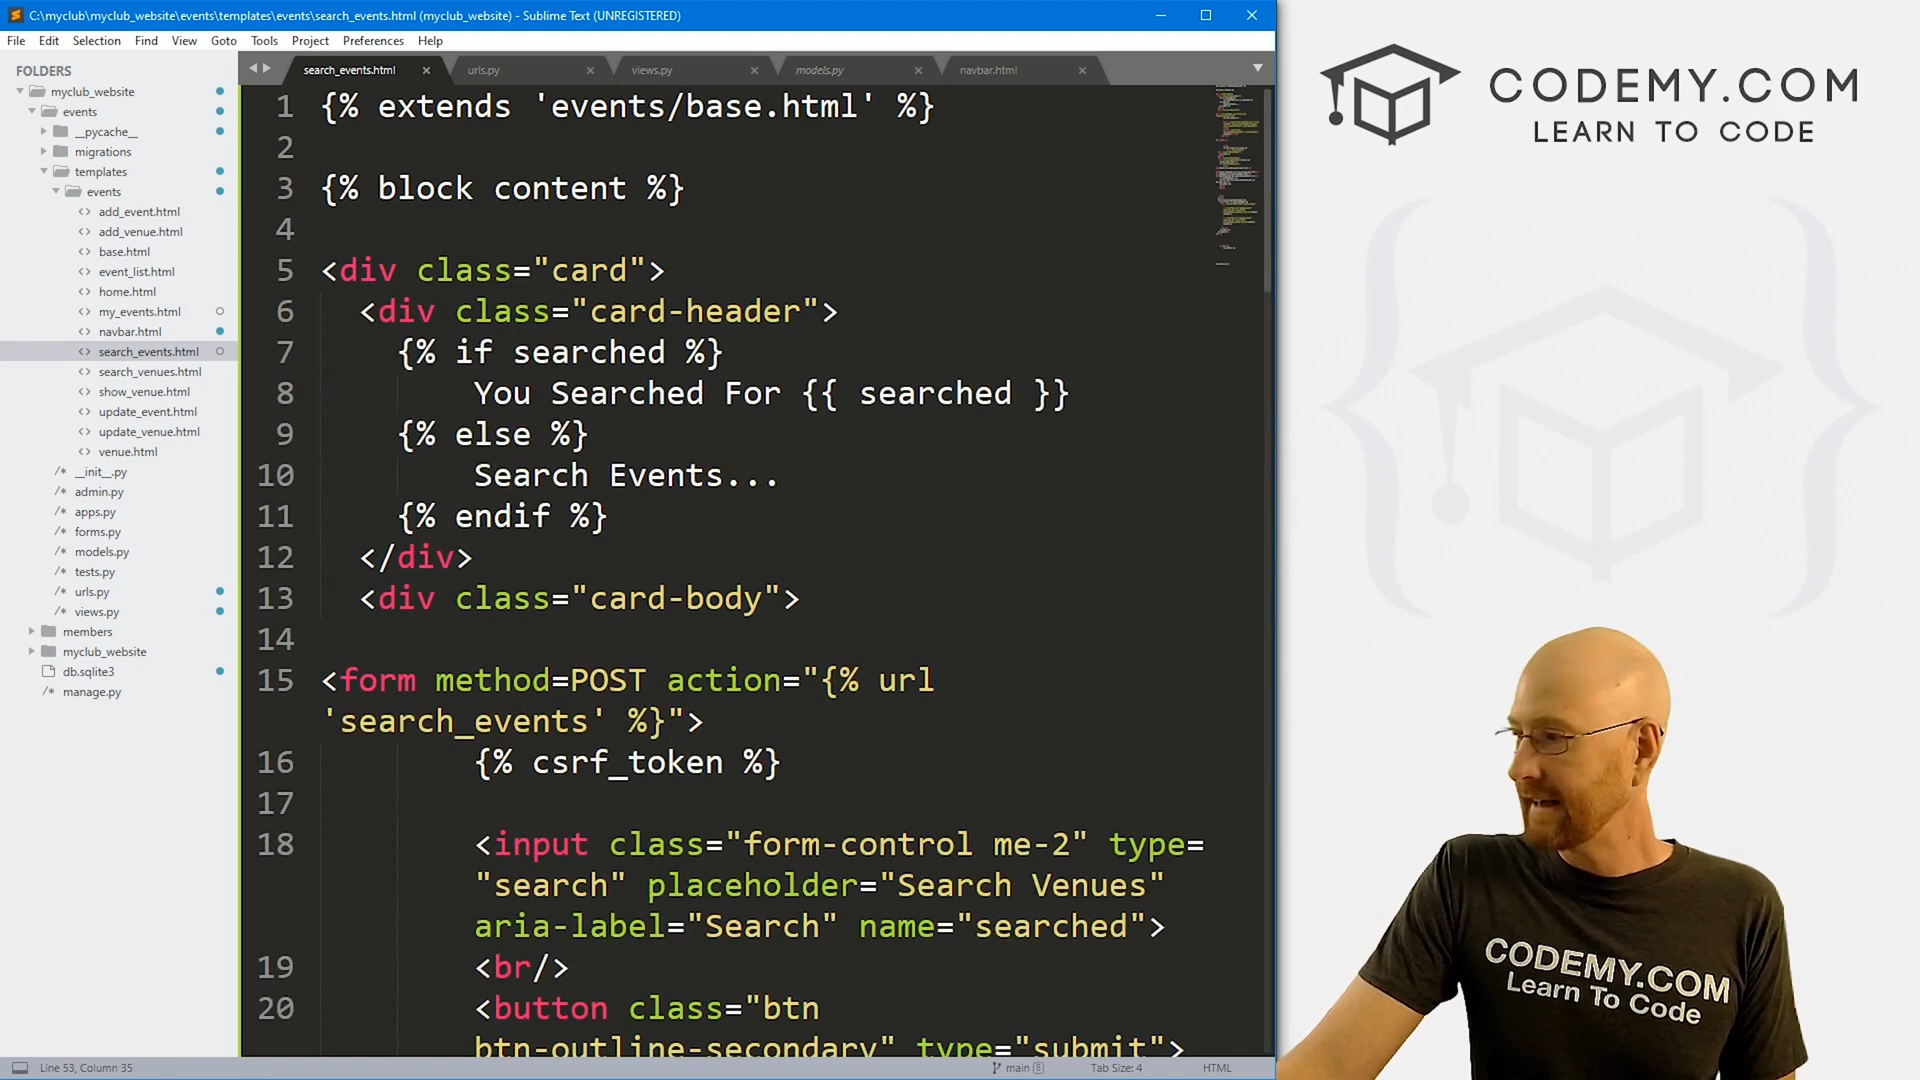 C:\myclub\myclub_website\events\templates\events\search_events.html (myclub_website) - Sublime Text (UNREGISTERED)
File Edit Selection Find View Goto Tools Project Preferences Help
FOLDERS
myclub_website
events
__pycache__
migrations
templates
events
add_event.html
add_venue.html
base.html
event_list.html
home.html
my_events.html
navbar.html
search_events.html
search_venues.html
show_venue.html
update_event.html
update_venue.html
venue.html
/* __init__.py
/* admin.py
/* apps.py
/* forms.py
/* models.py
/* tests.py
/* urls.py
/* views.py
members
myclub_website
db.sqlite3
/* manage.py
search_events.html urls.py views.py models.py navbar.html
1 {% extends 'events/base.html' %}
2
3 {% block content %}
4
5 <div class="card">
6 <div class="card-header">
7 {% if searched %}
8 You Searched For {{ searched }}
9 {% else %}
10 Search Events...
11 {% endif %}
12 </div>
13 <div class="card-body">
14
15 <form method=POST action="{% url
'search_events' %}">
16 {% csrf_token %}
17
18 <input class="form-control me-2" type=
"search" placeholder="Search Venues"
aria-label="Search" name="searched">
19 <br/>
20 <button class="btn
btn-outline-secondary" type="submit">
Line 53, Column 35
main 8
Tab Size: 4
HTML
CODEMY.COM
LEARN TO CODE
CODEMY.COM
Learn To Code